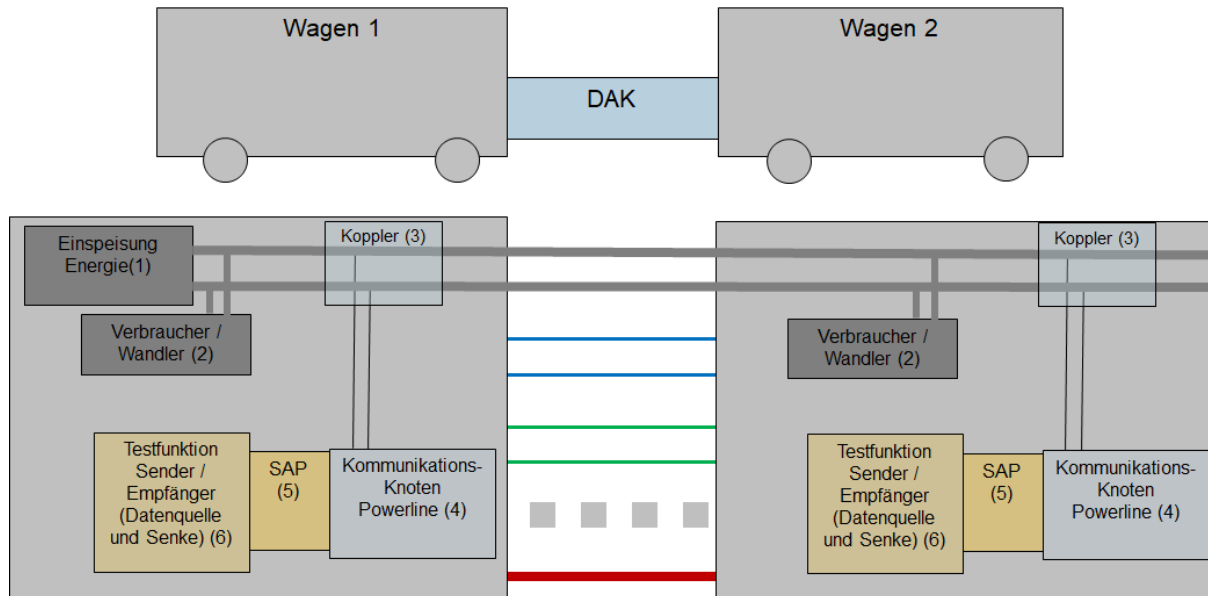 Wagen 1
DAK
Wagen 2
Einspeisung
Energie(1)
Koppler (3)
Verbraucher /
Wandler (2)
Testfunktion
Sender /
Empfänger
(Datenquelle
und Senke) (6)
SAP
(5)
Kommunikations-
Knoten
Powerline (4)
Koppler (3)
Verbraucher /
Wandler (2)
Testfunktion
Sender /
Empfänger
(Datenquelle
und Senke) (6)
SAP
(5)
Kommunikations-
Knoten
Powerline (4)